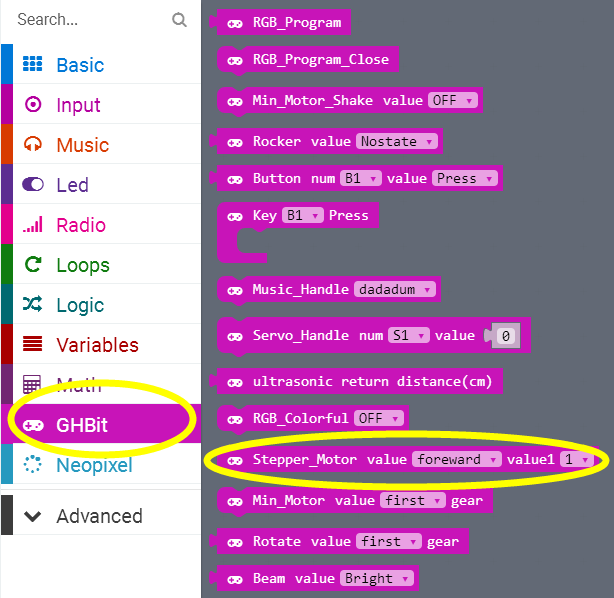 Search...
Basic
Input
Music
Led
Radio
Loops
Logic
Variables
Math
GHBit
Neopixel
Advanced
RGB_Program
RGB_Program_Close
Min_Motor_Shake value OFF
Rocker value Nostate
Button num B1 value Press
Key B1 Press
Music_Handle dadadum
Servo_Handle num S1 value 0
ultrasonic return distance(cm)
RGB_Colorful OFF
Stepper_Motor value foreward value1 1
Min_Motor value first gear
Rotate value first gear
Beam value Bright